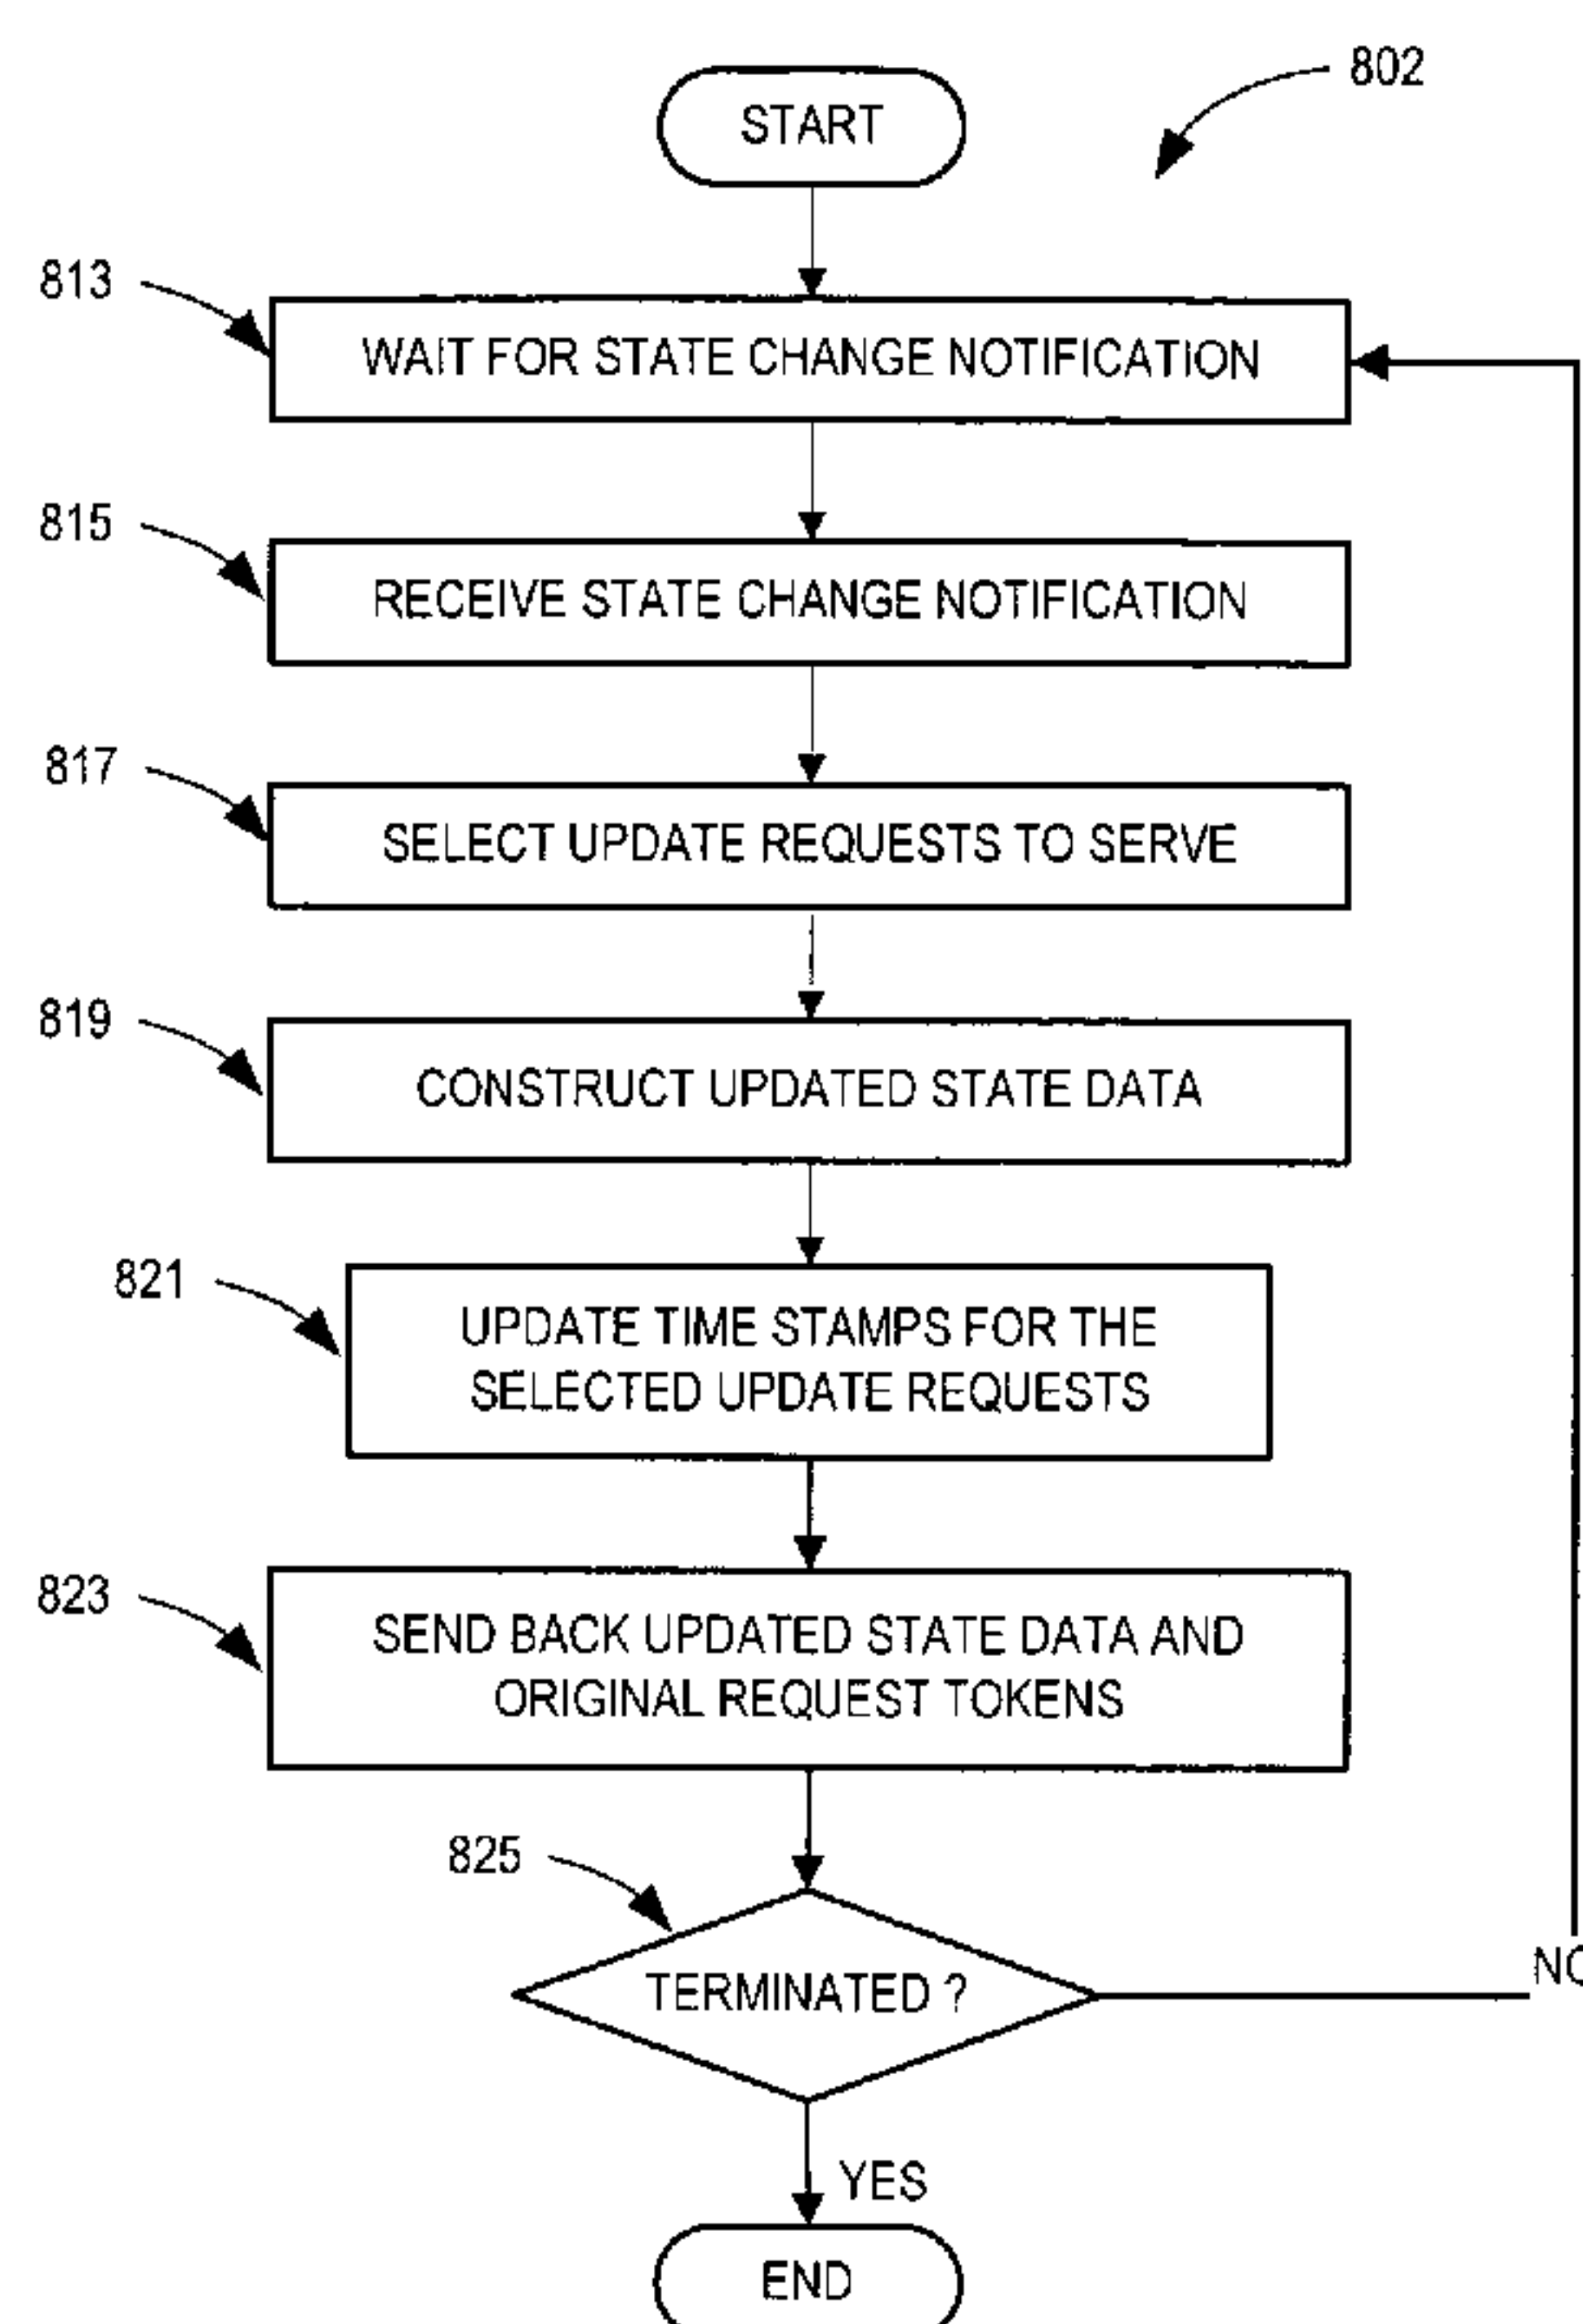 802
START
813
WAIT FOR STATE CHANGE NOTIFICATION
815
RECEIVE STATE CHANGE NOTIFICATION
817
SELECT UPDATE REQUESTS TO SERVE
819
CONSTRUCT UPDATED STATE DATA
821
UPDATE TIME STAMPS FOR THE
SELECTED UPDATE REQUESTS
823
SEND BACK UPDATED STATE DATA AND
ORIGINAL REQUEST TOKENS
825
TERMINATED ?
NO
YES
END